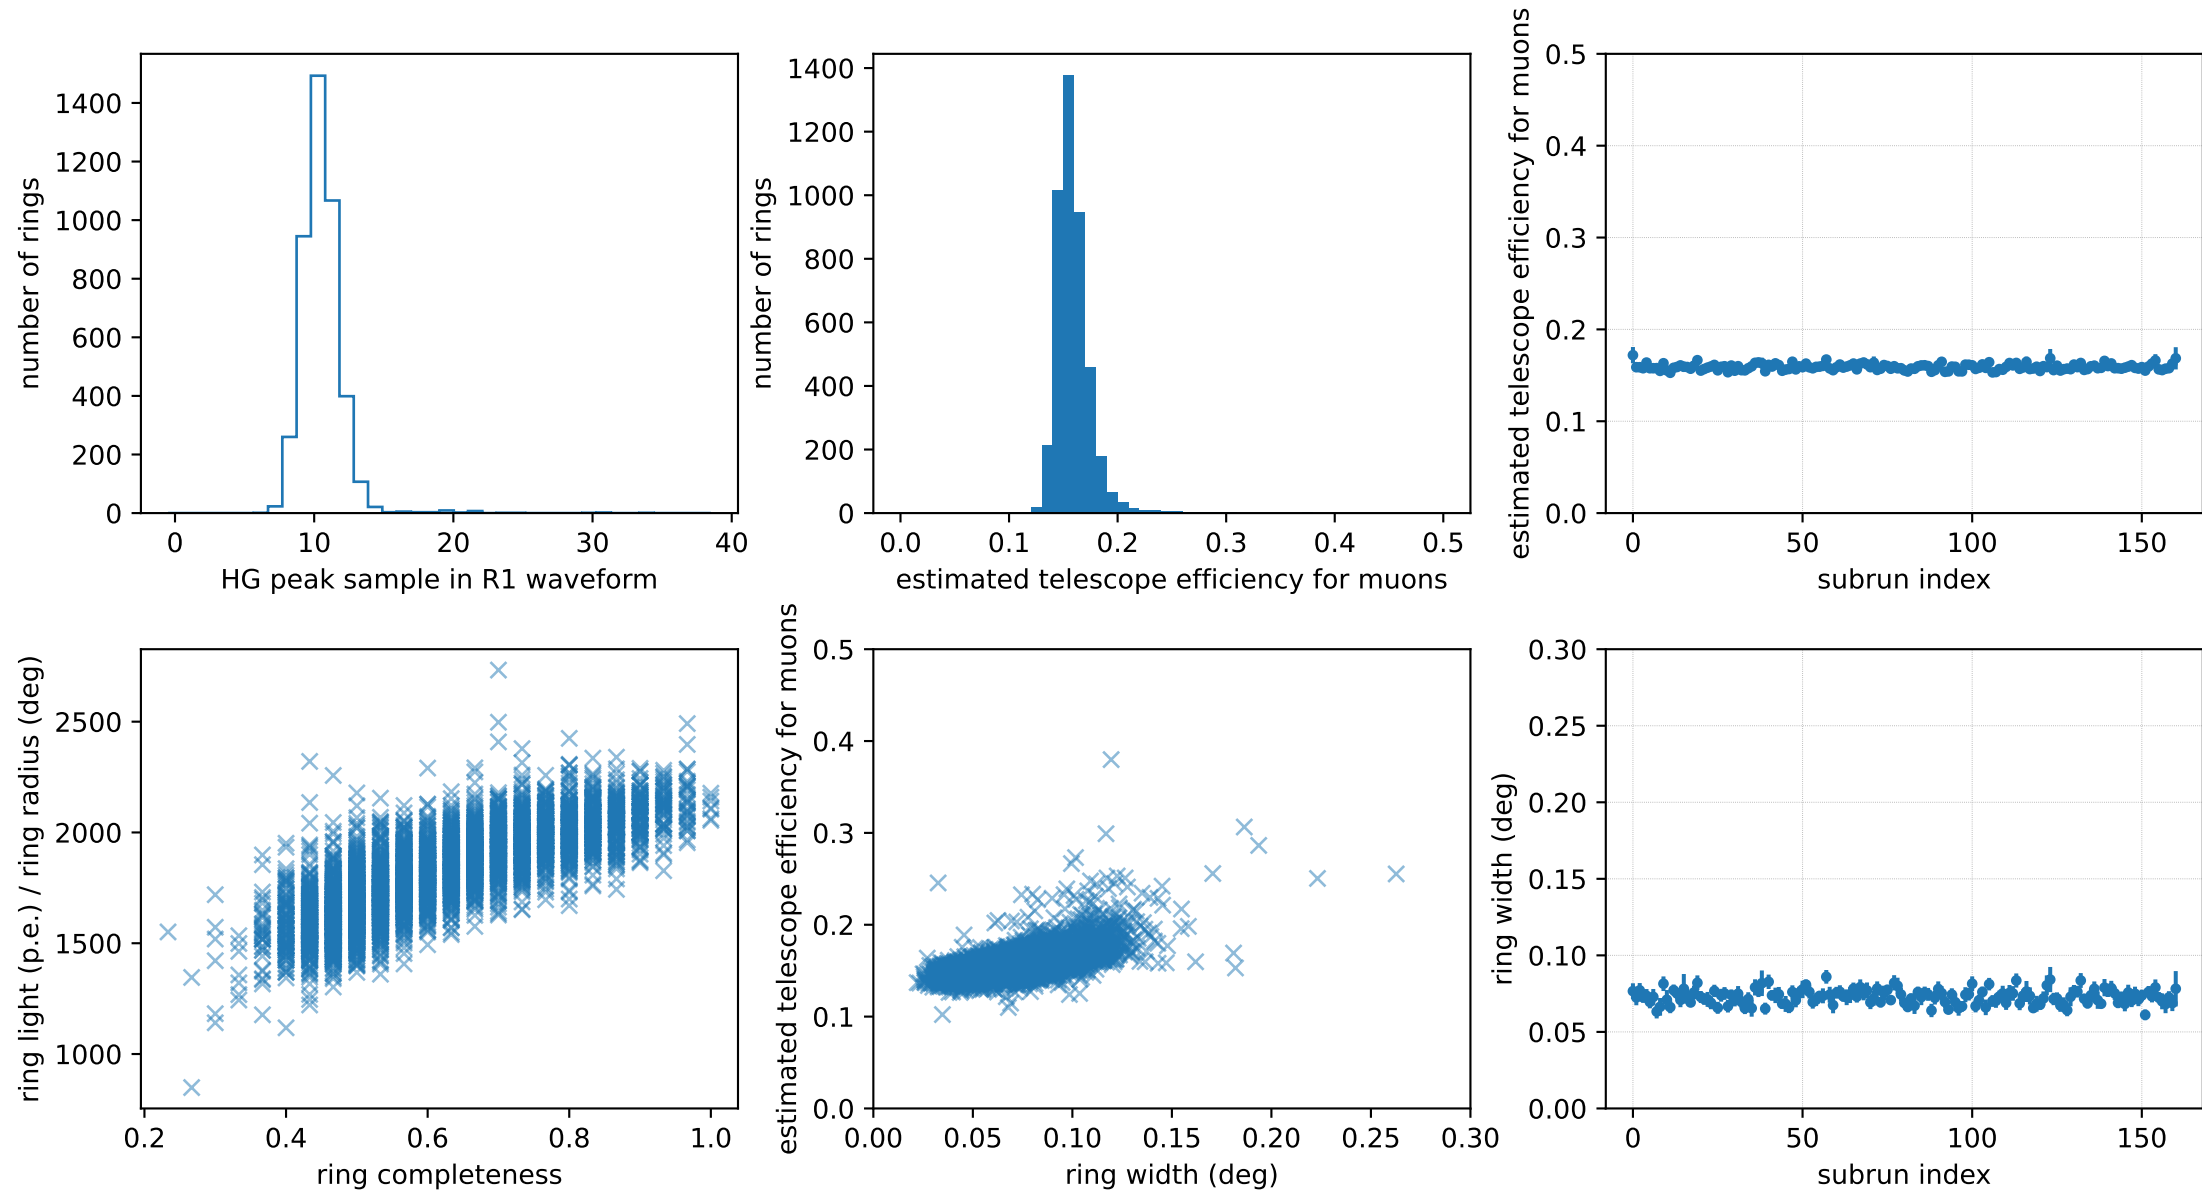 number of rings
1400
1200
1000
800
600
400
200
0
0 10 20 30 40
HG peak sample in R1 waveform
number of rings
1400
1200
1000
800
600
400
200
0
0.0 0.1 0.2 0.3 0.4 0.5
estimated telescope efficiency for muons
estimated telescope efficiency for muons
0.5
0.4
0.3
0.2
0.1
0.0
0 50 100 150
subrun index
ring light (p.e.) / ring radius (deg)
2500
2000
1500
1000
0.2 0.4 0.6 0.8 1.0
ring completeness
estimated telescope efficiency for muons
0.5
0.4
0.3
0.2
0.1
0.0
0.00 0.05 0.10 0.15 0.20 0.25 0.30
ring width (deg)
ring width (deg)
0.30
0.25
0.20
0.15
0.10
0.05
0.00
0 50 100 150
subrun index